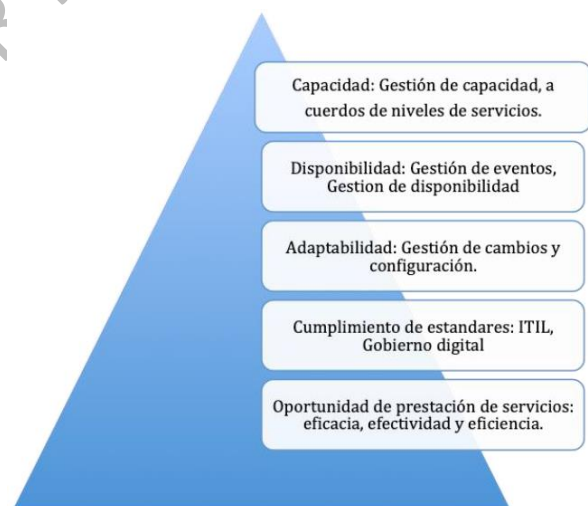 Capacidad: Gestión de capacidad, a
cuerdos de niveles de servicios.
Disponibilidad: Gestión de eventos,
Gestion de disponibilidad
Adaptabilidad: Gestión de cambios y
configuración.
Cumplimiento de estandares: ITIL,
Gobierno digital
Oportunidad de prestación de servicios:
eficacia, efectividad y eficiencia.